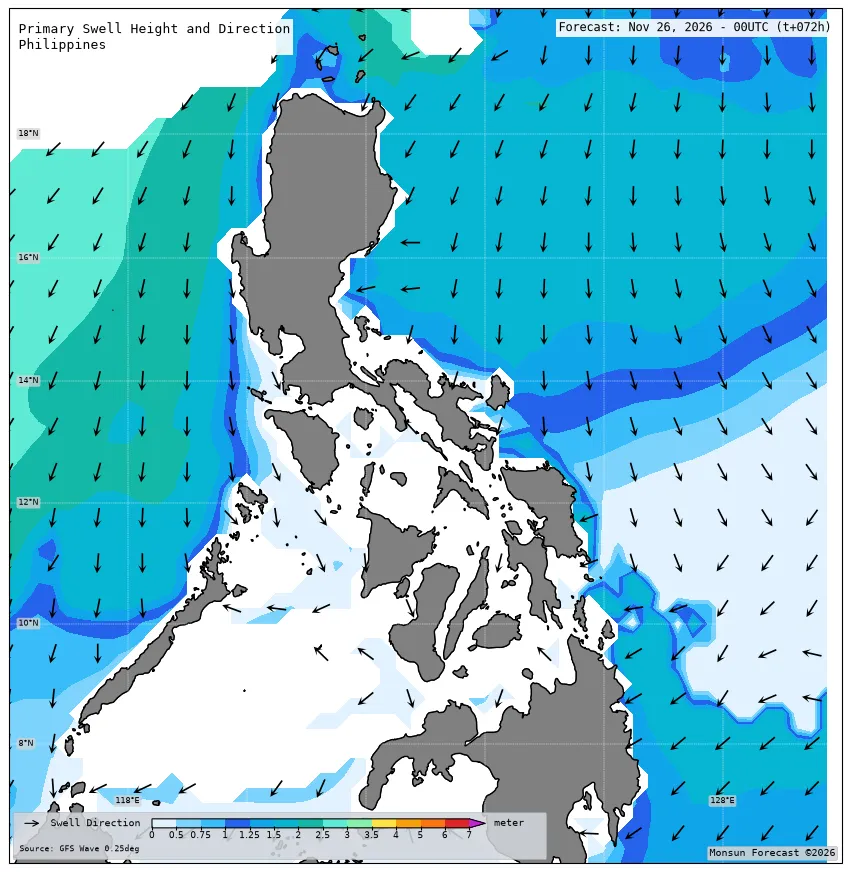 Primary Swell Height and Direction
Philippines
Forecast: Nov 26, 2026 - 00UTC (t+072h)
18°N
16°N
14°N
12°N
10°N
8°N
118°E
128°E
Swell Direction
0 0.5 0.75 1 1.25 1.5 2 2.5 3 3.5 4 5 6 7
meter
Source: GFS Wave 0.25deg
Monsun Forecast ©2026